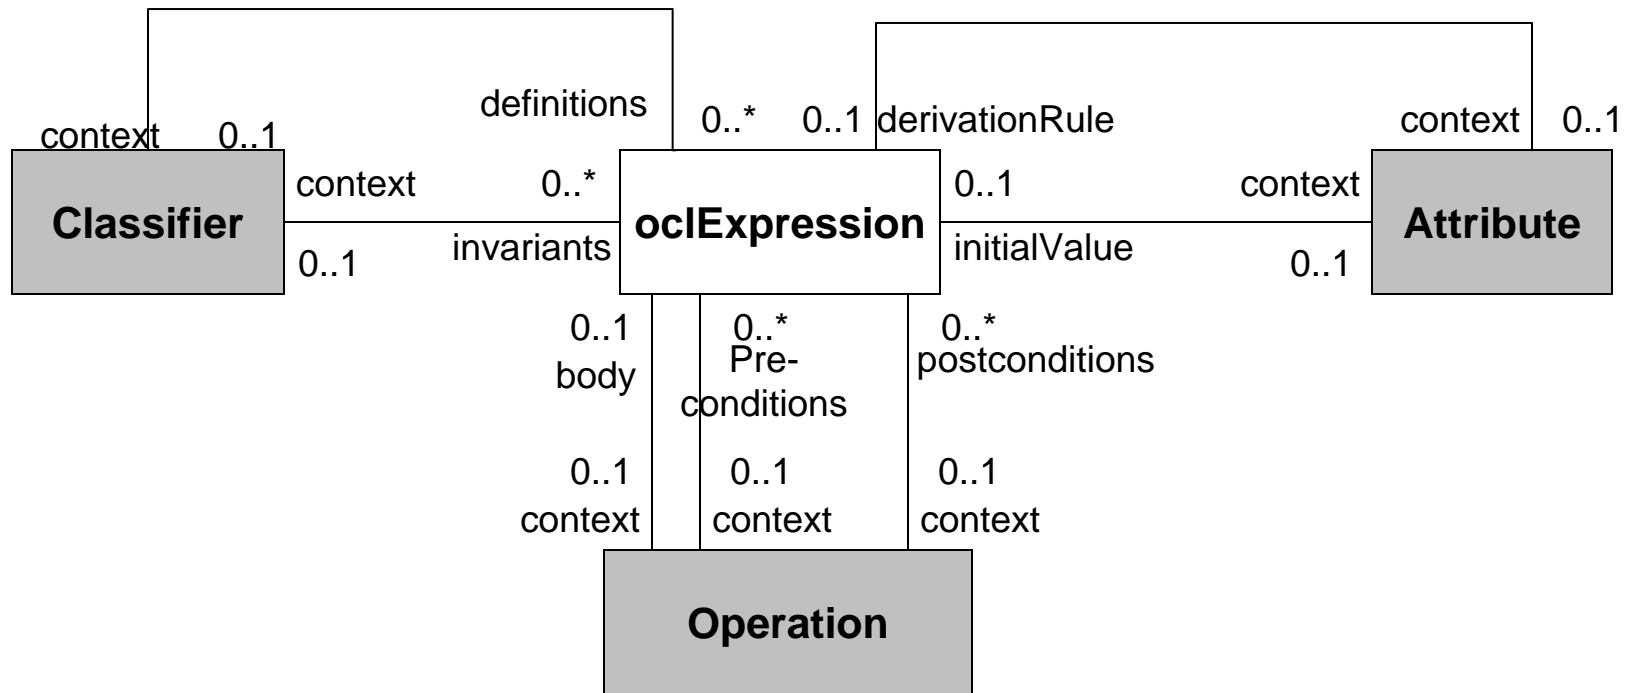 definitions
0..*
0..1
derivationRule
context
0..1
context
0..1
context
0..*
0..1
context
Classifier
oclExpression
Attribute
invariants
initialValue
0..1
0..1
0..1
0..*
0..*
body
Pre-
conditions
postconditions
0..1
0..1
0..1
context
context
context
Operation